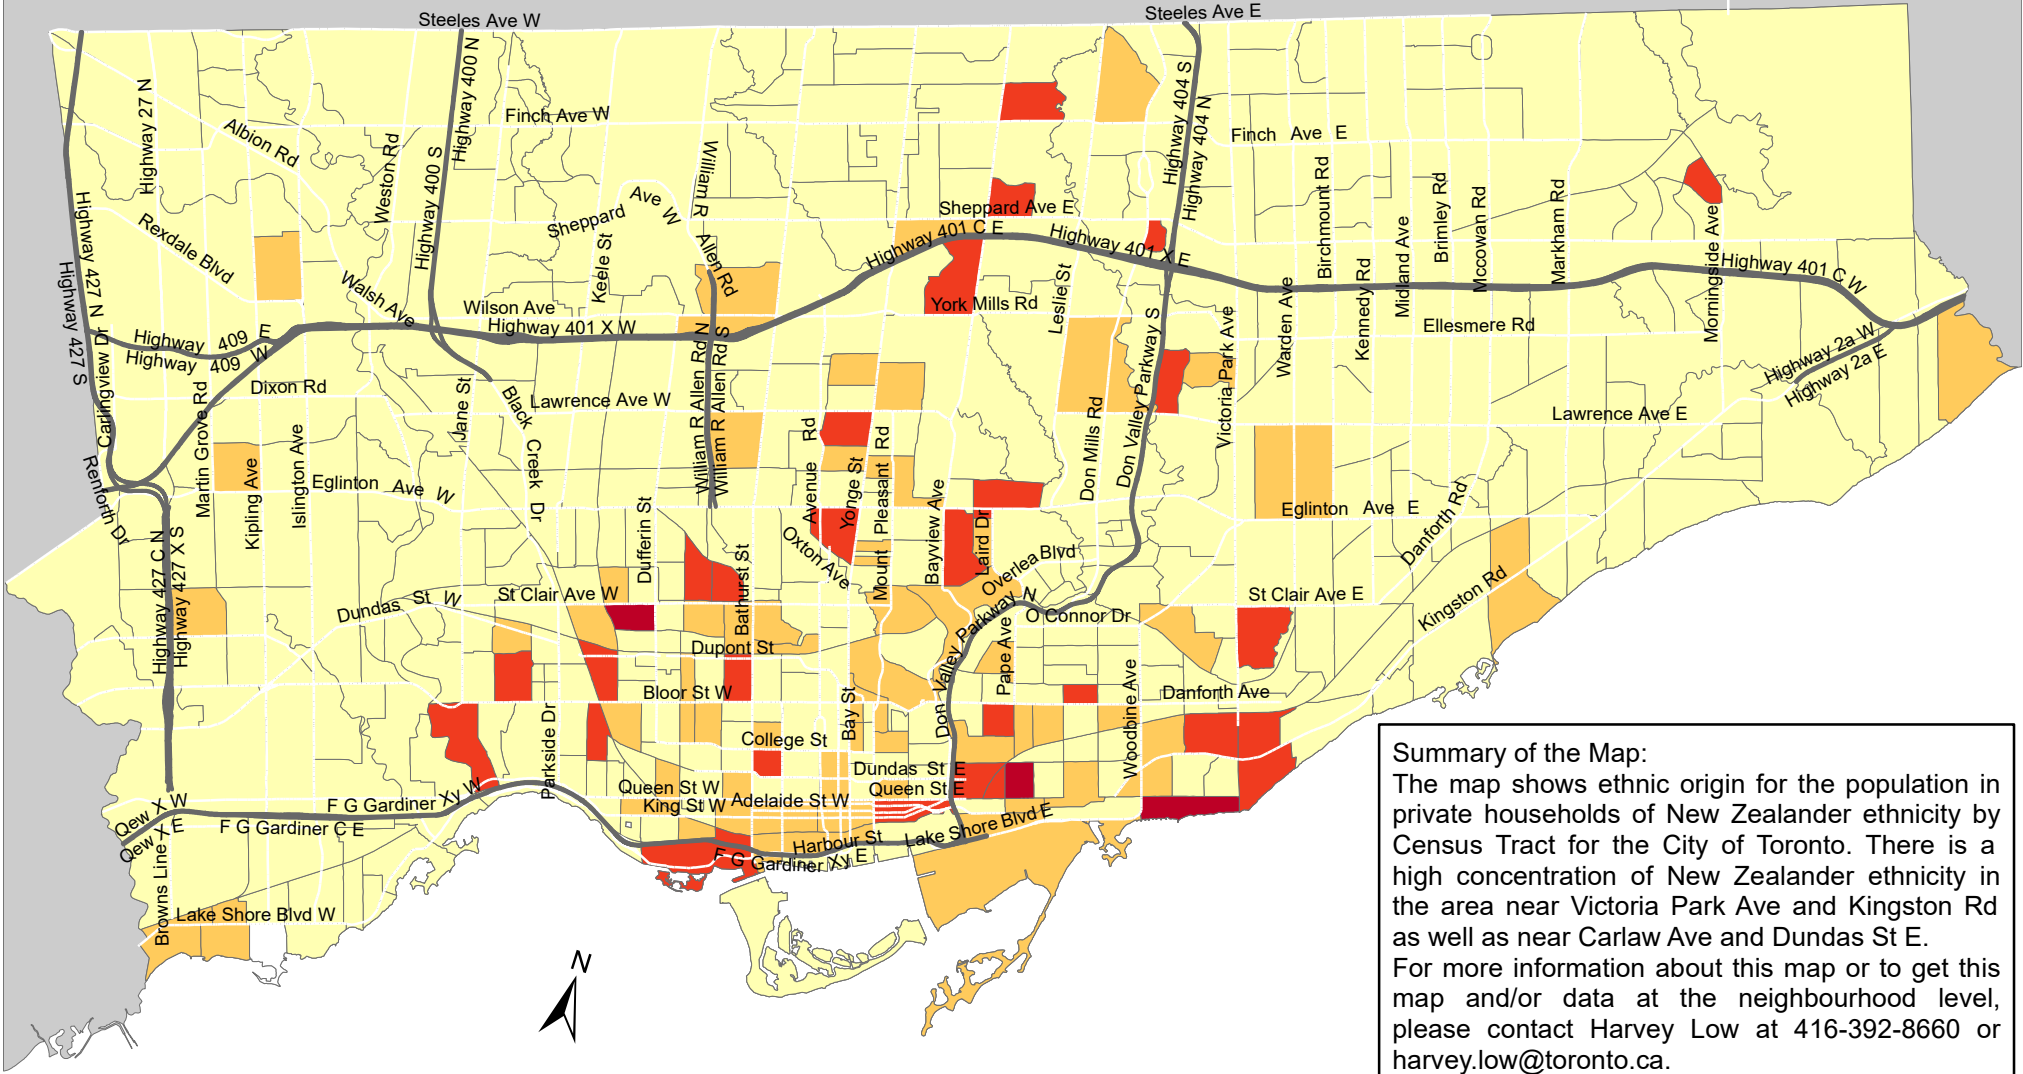 Steeles Ave W
Steeles Ave E
Highway 27 N
Albion Rd
Weston Rd
Highway 400 N
Highway 400 S
Finch Ave W
William R
Allen Rd
Highway 404 S
Highway 404 N
Finch Ave E
Highway 427 N
Highway 427 S
Rexdale Blvd
Walsh Ave
Sheppard Ave W
Keele St
Sheppard Ave E
Highway 401 C E
Highway 401 X E
Birchmount Rd
Midland Ave
Brimley Rd
Mccowan Rd
Markham Rd
Morningside Ave
Highway 401 C W
Wilson Ave
Highway 401 X W
York Mills Rd
Leslie St
Warden Ave
Kennedy Rd
Ellesmere Rd
Highway 409 E
Highway 409 W
Carlingview Dr
Dixon Rd
Martin Grove Rd
Jane St
Black Creek Dr
Lawrence Ave W
William R Allen Rd N
William R Allen Rd S
Avenue Rd
Yonge St
Mount Pleasant Rd
Bayview Ave
Don Mills Rd
Don Valley Parkway S
Victoria Park Ave
Lawrence Ave E
Highway 2a W
Highway 2a E
Renforth Dr
Kipling Ave
Islington Ave
Eglinton Ave W
Dufferin St
Bathurst St
Oxton Ave
Laird Dr
Overlea Blvd
Eglinton Ave E
Danforth Rd
Kingston Rd
Highway 427 C N
Highway 427 X S
Dundas St W
St Clair Ave W
St Clair Ave E
O Connor Dr
Don Valley Parkway N
Pape Ave
Dupont St
Bloor St W
Danforth Ave
Woodbine Ave
Parkside Dr
Bay St
College St
Dundas St E
Queen St E
Queen St W
King St W
Adelaide St W
Qew X W
Qew X E
F G Gardiner Xy W
F G Gardiner C E
Harbour St
Lake Shore Blvd E
F G Gardiner Xy E
Browns Line
Lake Shore Blvd W
N
Summary of the Map:
The map shows ethnic origin for the population in
private households of New Zealander ethnicity by
Census Tract for the City of Toronto. There is a
high concentration of New Zealander ethnicity in
the area near Victoria Park Ave and Kingston Rd
as well as near Carlaw Ave and Dundas St E.
For more information about this map or to get this
map and/or data at the neighbourhood level,
please contact Harvey Low at 416-392-8660 or
harvey.low@toronto.ca.